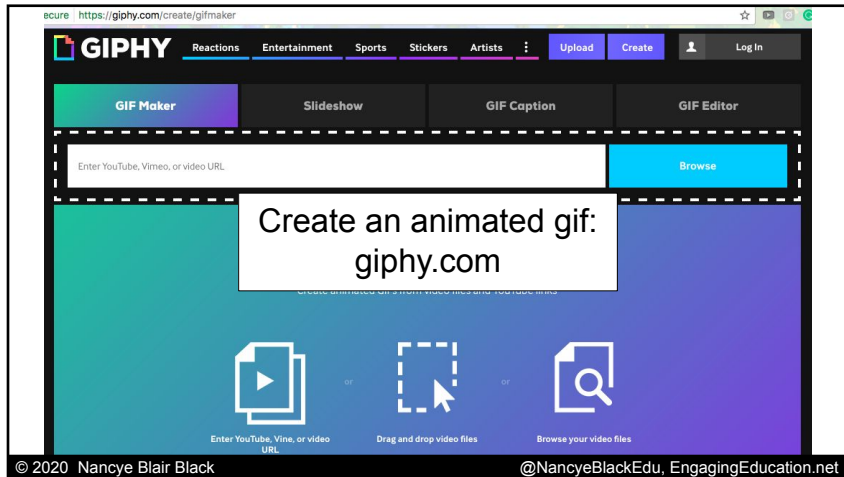 ecure https://giphy.com/create/gifmaker
GIPHY Reactions Entertainment Sports Stickers Artists Upload Create Log In
GIF Maker Slideshow GIF Caption GIF Editor
Enter YouTube, Vimeo, or video URL Browse
Create an animated gif:
giphy.com
Create animated GIFs from video files and YouTube links
or or
Enter YouTube, Vine, or video Drag and drop video files Browse your video files
URL
© 2020 Nancye Blair Black @NancyeBlackEdu, EngagingEducation.net